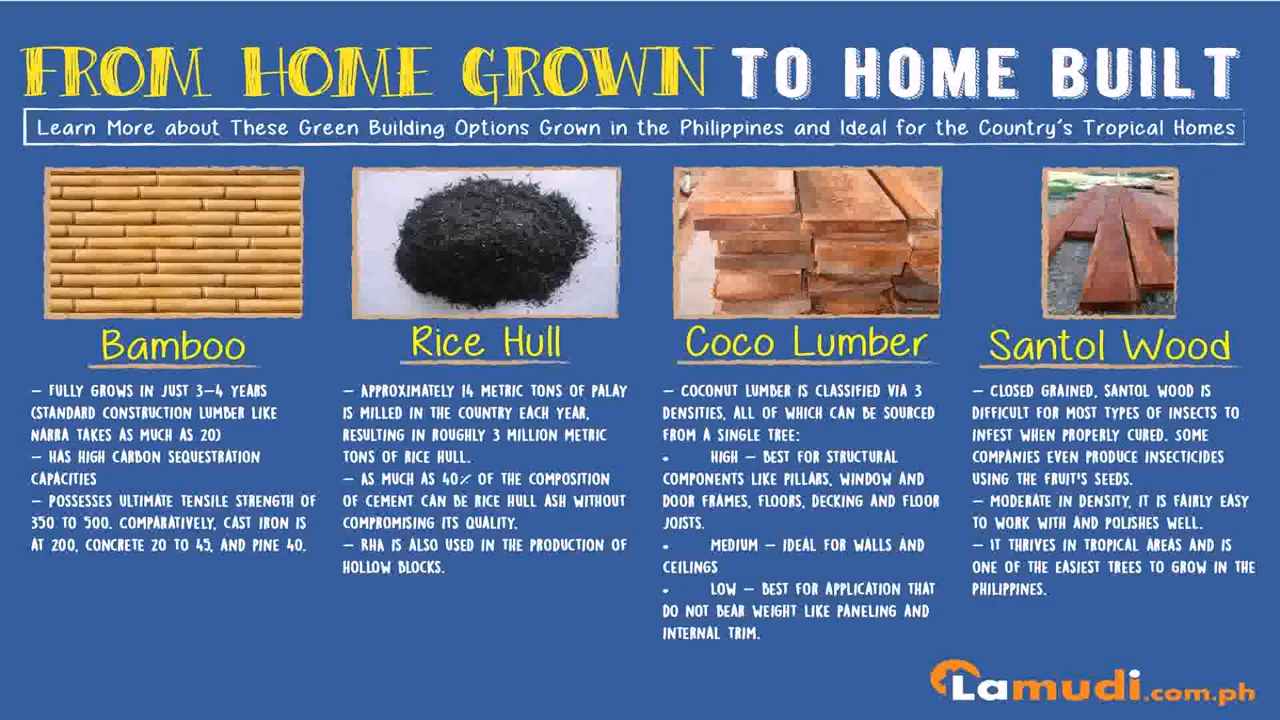 FROM HOME GROWN TO HOME BUILT
Learn More about These Green Building Options Grown in the Philippines and Ideal for the Country's Tropical Homes
Bamboo
– FULLY GROWS IN JUST 3-4 YEARS
(STANDARD CONSTRUCTION LUMBER LIKE
NARRA TAKES AS MUCH AS 20)
– HAS HIGH CARBON SEQUESTRATION
CAPACITIES
– POSSESSES ULTIMATE TENSILE STRENGTH OF
350 TO 500. COMPARATIVELY, CAST IRON IS
AT 200, CONCRETE 20 TO 45, AND PINE 40.
Rice Hull
– APPROXIMATELY 14 METRIC TONS OF PALAY
IS MILLED IN THE COUNTRY EACH YEAR,
RESULTING IN ROUGHLY 3 MILLION METRIC
TONS OF RICE HULL.
– AS MUCH AS 40% OF THE COMPOSITION
OF CEMENT CAN BE RICE HULL ASH WITHOUT
COMPROMISING ITS QUALITY.
– RHA IS ALSO USED IN THE PRODUCTION OF
HOLLOW BLOCKS.
Coco Lumber
– COCONUT LUMBER IS CLASSIFIED VIA 3
DENSITIES, ALL OF WHICH CAN BE SOURCED
FROM A SINGLE TREE:
• HIGH – BEST FOR STRUCTURAL
COMPONENTS LIKE PILLARS, WINDOW AND
DOOR FRAMES, FLOORS, DECKING AND FLOOR
JOISTS.
• MEDIUM – IDEAL FOR WALLS AND
CEILINGS
• LOW – BEST FOR APPLICATION THAT
DO NOT BEAR WEIGHT LIKE PANELING AND
INTERNAL TRIM.
Santol Wood
– CLOSED GRAINED, SANTOL WOOD IS
DIFFICULT FOR MOST TYPES OF INSECTS TO
INFEST WHEN PROPERLY CURED. SOME
COMPANIES EVEN PRODUCE INSECTICIDES
USING THE FRUIT'S SEEDS.
– MODERATE IN DENSITY, IT IS FAIRLY EASY
TO WORK WITH AND POLISHES WELL.
– IT THRIVES IN TROPICAL AREAS AND IS
ONE OF THE EASIEST TREES TO GROW IN THE
PHILIPPINES.
Lamudi.com.ph